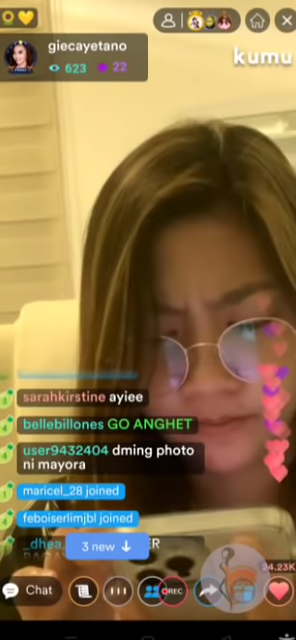 giecayetano
623 22
kumu
sarahkirstine ayiee
bellebillones GO ANGHET
user9432404 dming photo
ni mayora
maricel_28 joined
feboiserlimjbl joined
_dhea_
3 new ↓
24.23K
Chat
REC